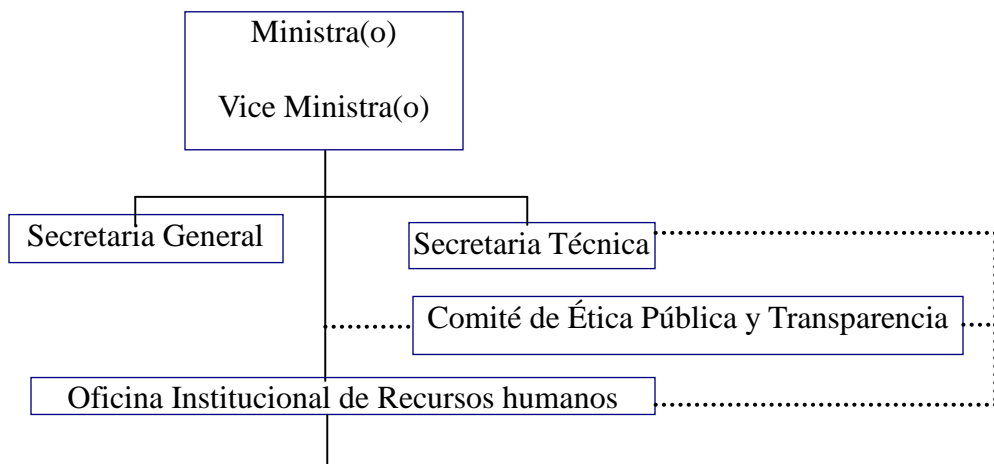 Ministra(o)
Vice Ministra(o)
Secretaria General
Secretaria Técnica
Comité de Ética Pública y Transparencia
Oficina Institucional de Recursos humanos